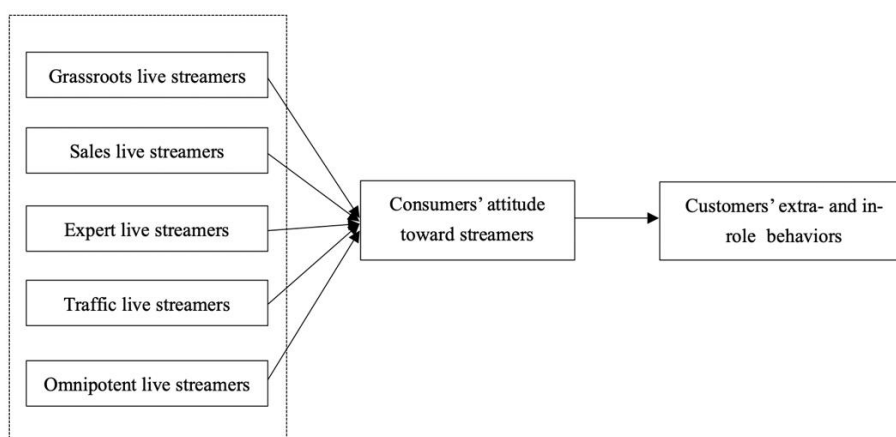 Grassroots live streamers
Sales live streamers
Expert live streamers
Traffic live streamers
Omnipotent live streamers
Consumers’ attitude
toward streamers
Customers’ extra- and in-
role behaviors